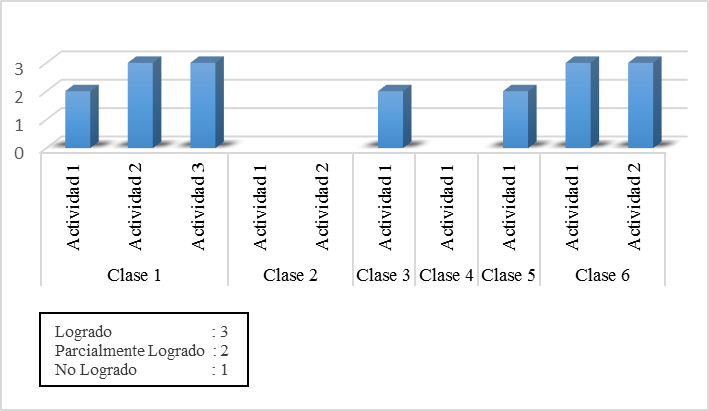 3
2
1
0
Actividad 1
Actividad 2
Actividad 3
Actividad 1
Actividad 2
Actividad 1
Actividad 1
Actividad 1
Actividad 1
Actividad 2
Clase 1 Clase 2 Clase 3 Clase 4 Clase 5 Clase 6
Logrado : 3
Parcialmente Logrado : 2
No Logrado : 1